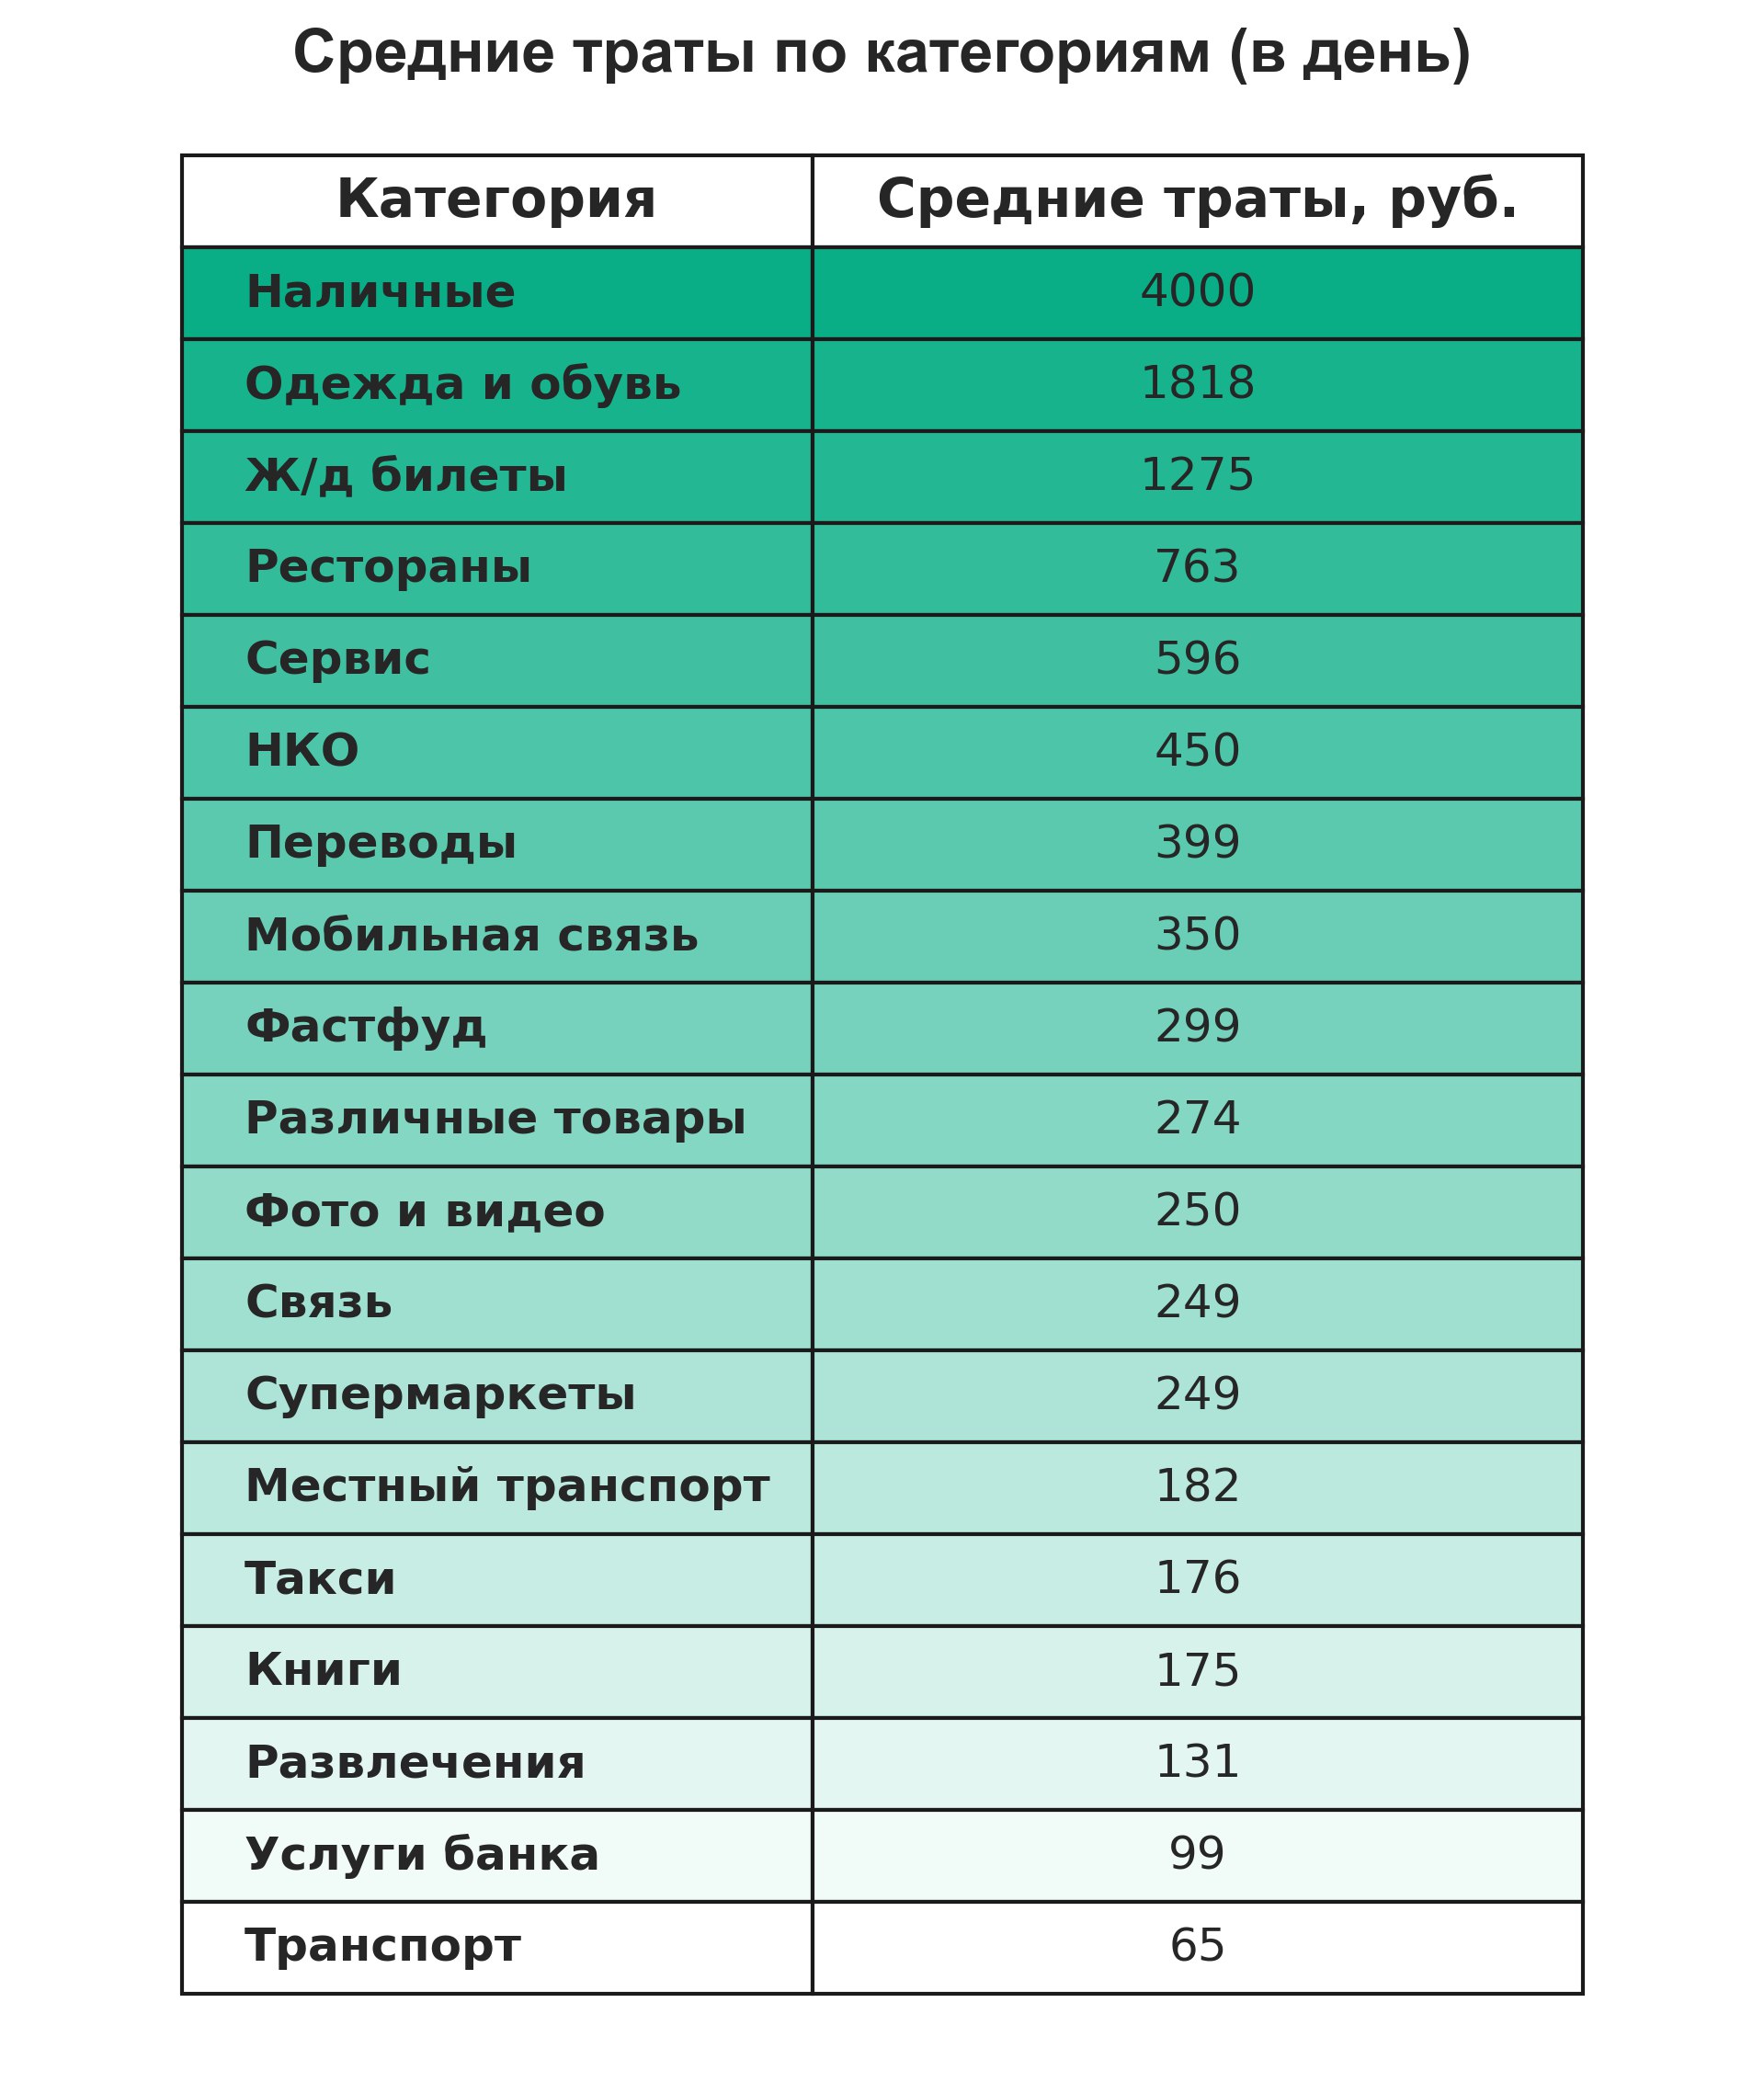 Средние траты по категориям (в день)
Категория Средние траты, руб.
Наличные 4000
Одежда и обувь 1818
Ж/д билеты 1275
Рестораны 763
Сервис 596
НКО 450
Переводы 399
Мобильная связь 350
Фастфуд 299
Различные товары 274
Фото и видео 250
Связь 249
Супермаркеты 249
Местный транспорт 182
Такси 176
Книги 175
Развлечения 131
Услуги банка 99
Транспорт 65